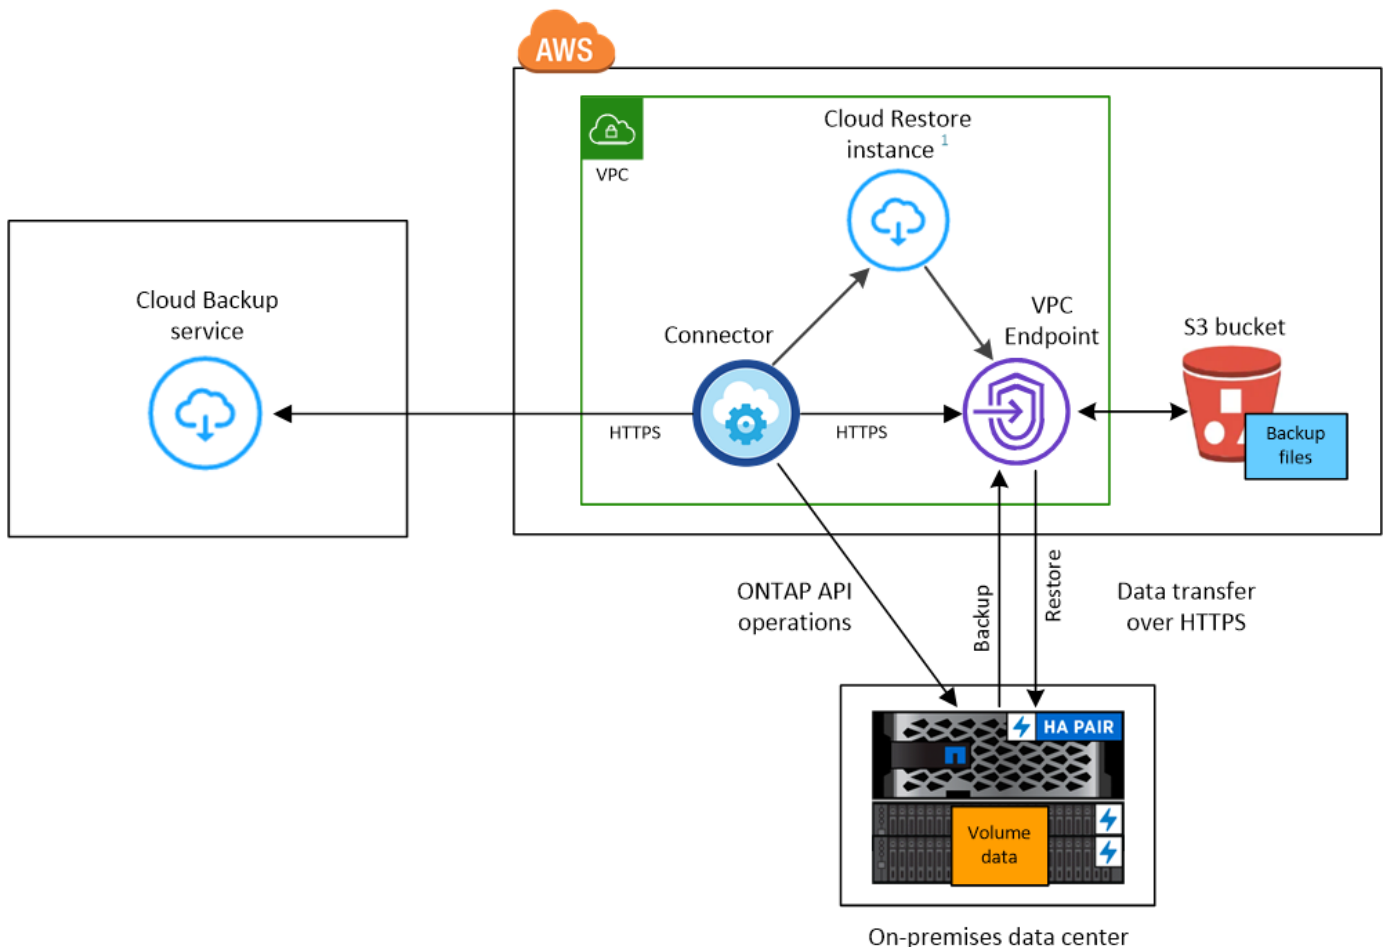 AWS
Cloud Restore
instance 1
VPC
Cloud Backup
service
Connector
VPC
Endpoint
S3 bucket
HTTPS
HTTPS
Backup
files
ONTAP API
operations
Backup
Restore
Data transfer
over HTTPS
HA PAIR
Volume
data
On-premises data center